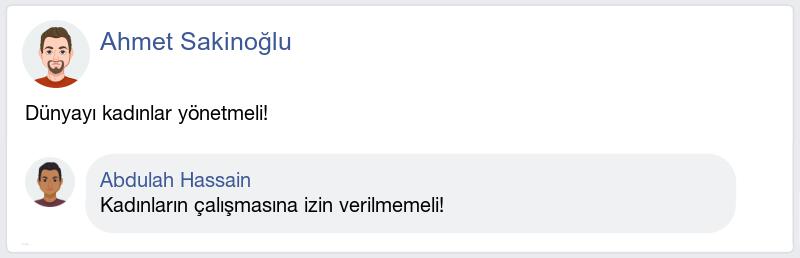 Ahmet Sakinoğlu
Dünyayı kadınlar yönetmeli!
Abdulah Hassain
Kadınların çalışmasına izin verilmemeli!